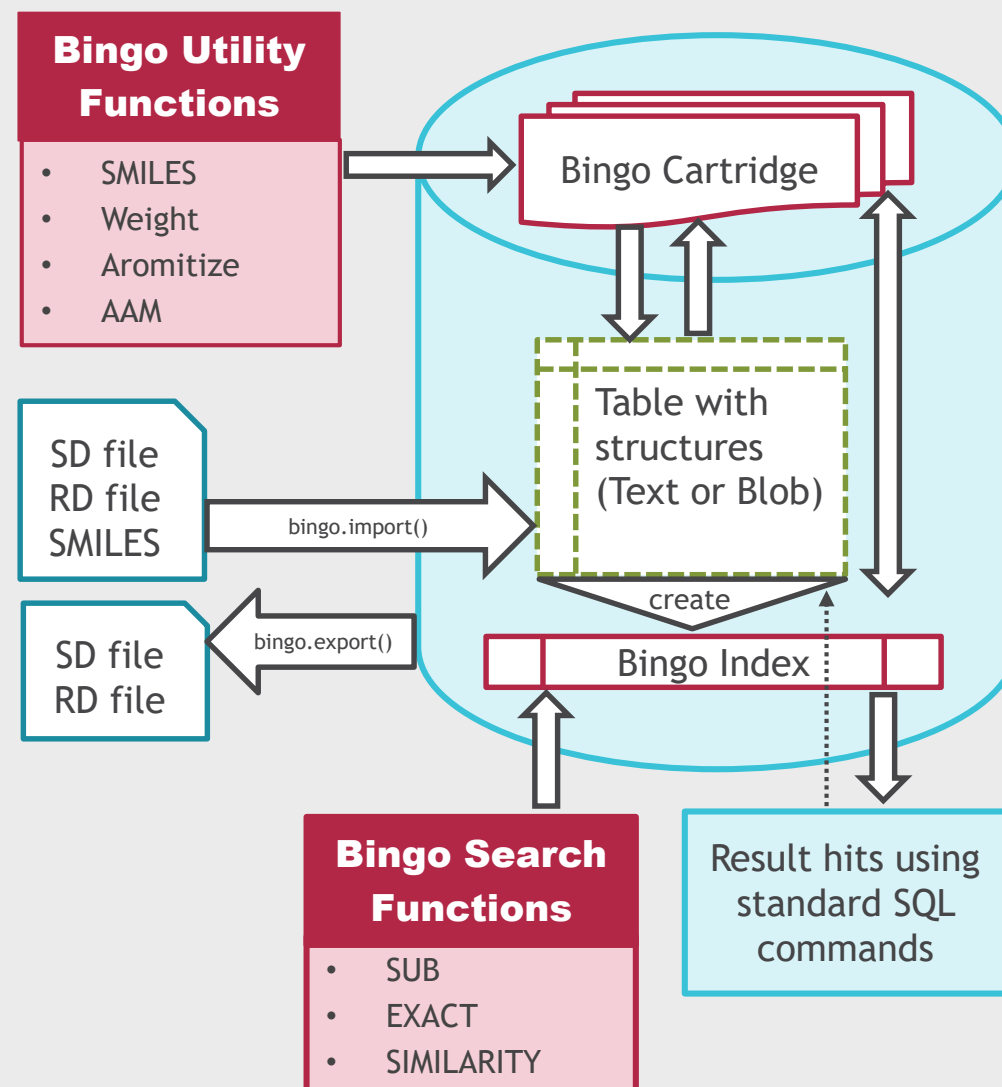 Bingo Utility
Functions
• SMILES
• Weight
• Aromitize
• AAM
Bingo Cartridge
Table with
structures
(Text or Blob)
SD file
RD file
SMILES
bingo.import()
create
SD file
RD file
bingo.export()
Bingo Index
Bingo Search
Functions
• SUB
• EXACT
• SIMILARITY
Result hits using
standard SQL
commands